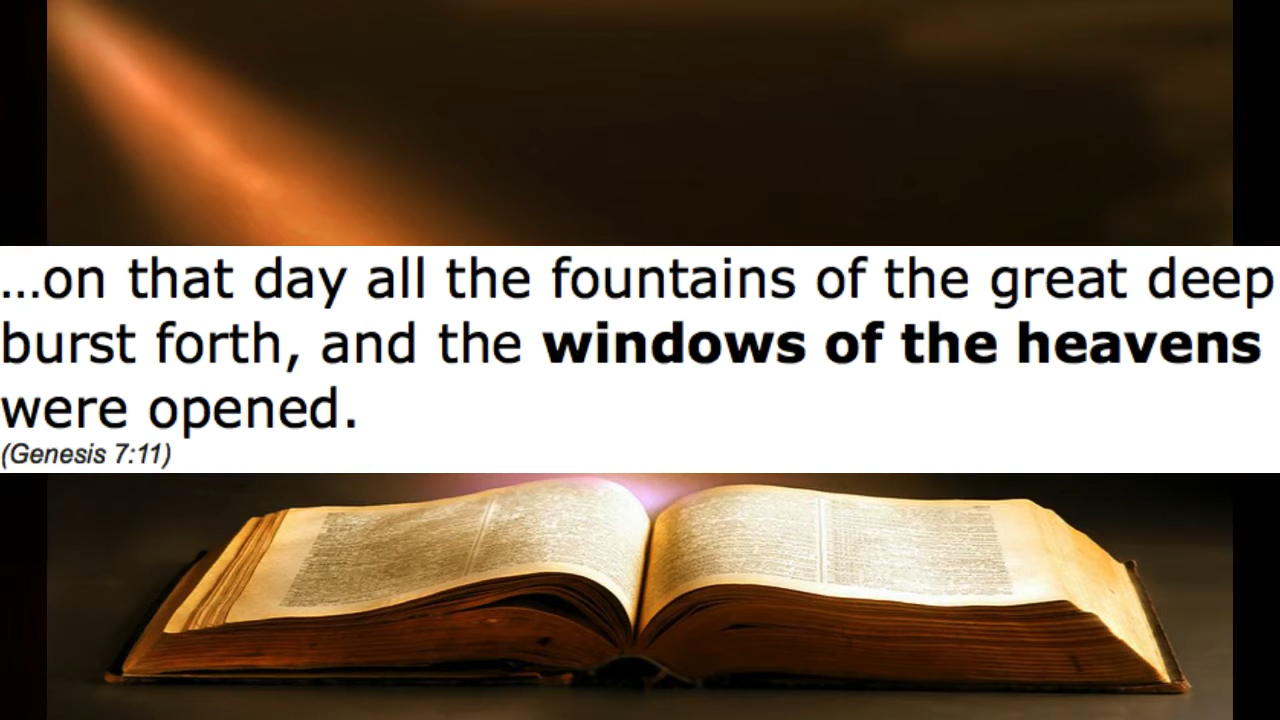 ...on that day all the fountains of the great deep
burst forth, and the windows of the heavens
were opened.
(Genesis 7:11)